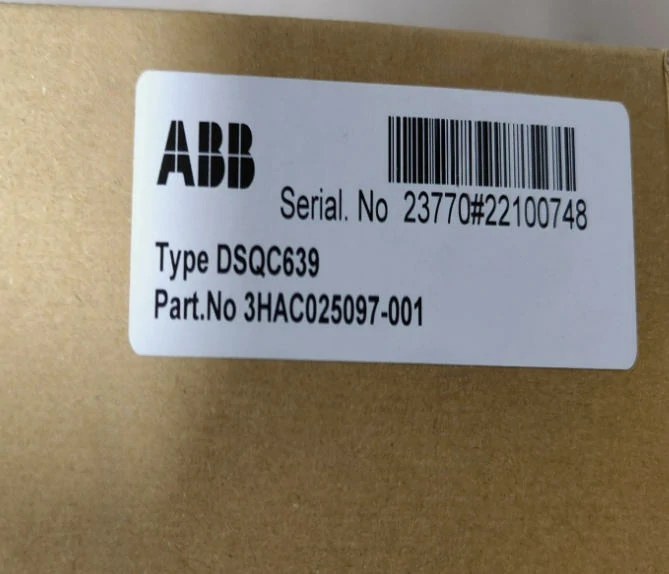 ABB
Serial. No 23770#22100748
Type DSQC639
Part.No 3HAC025097-001